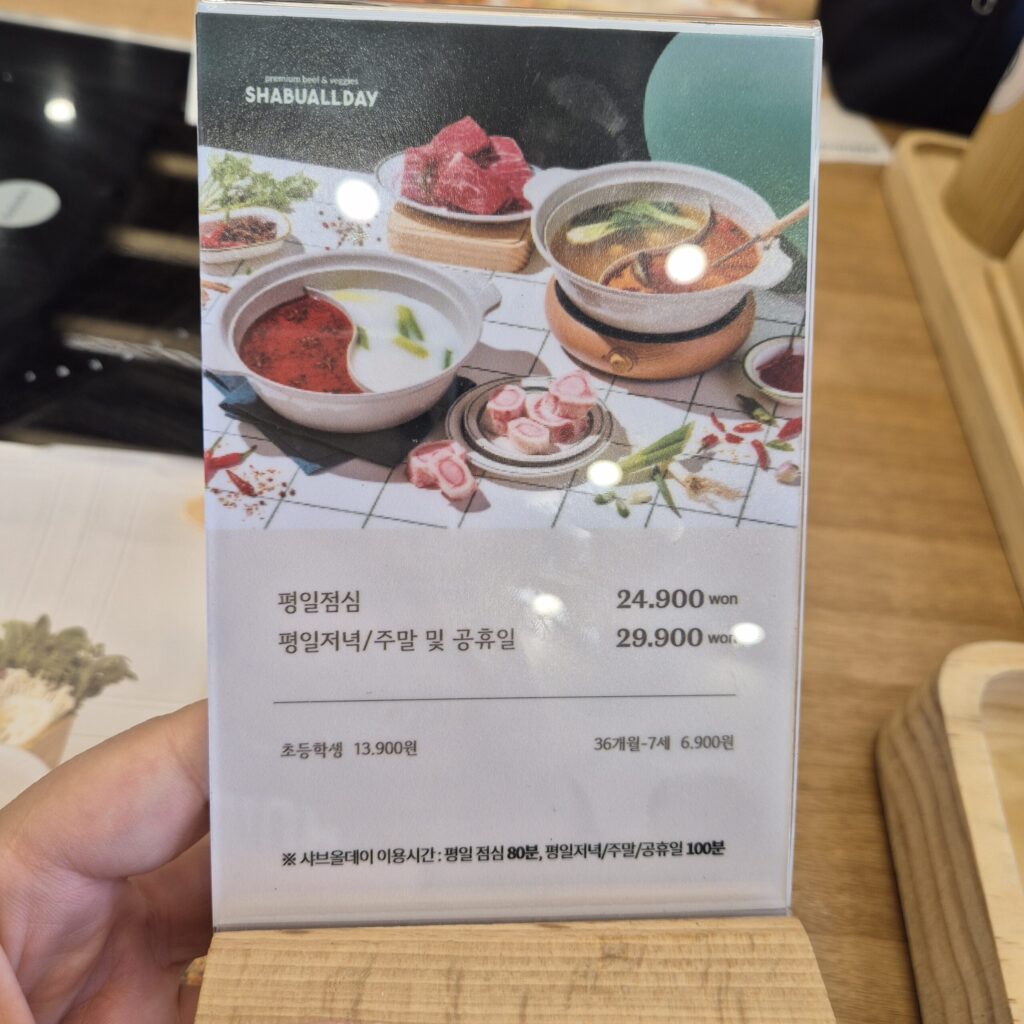 premium beef & veggies
SHABUALLDAY
평일점심 24.900 won
평일저녁/주말 및 공휴일 29.900 won
초등학생 13.900원 36개월-7세 6.900원
※ 샤브올데이 이용시간 : 평일 점심 80분, 평일저녁/주말/공휴일 100분